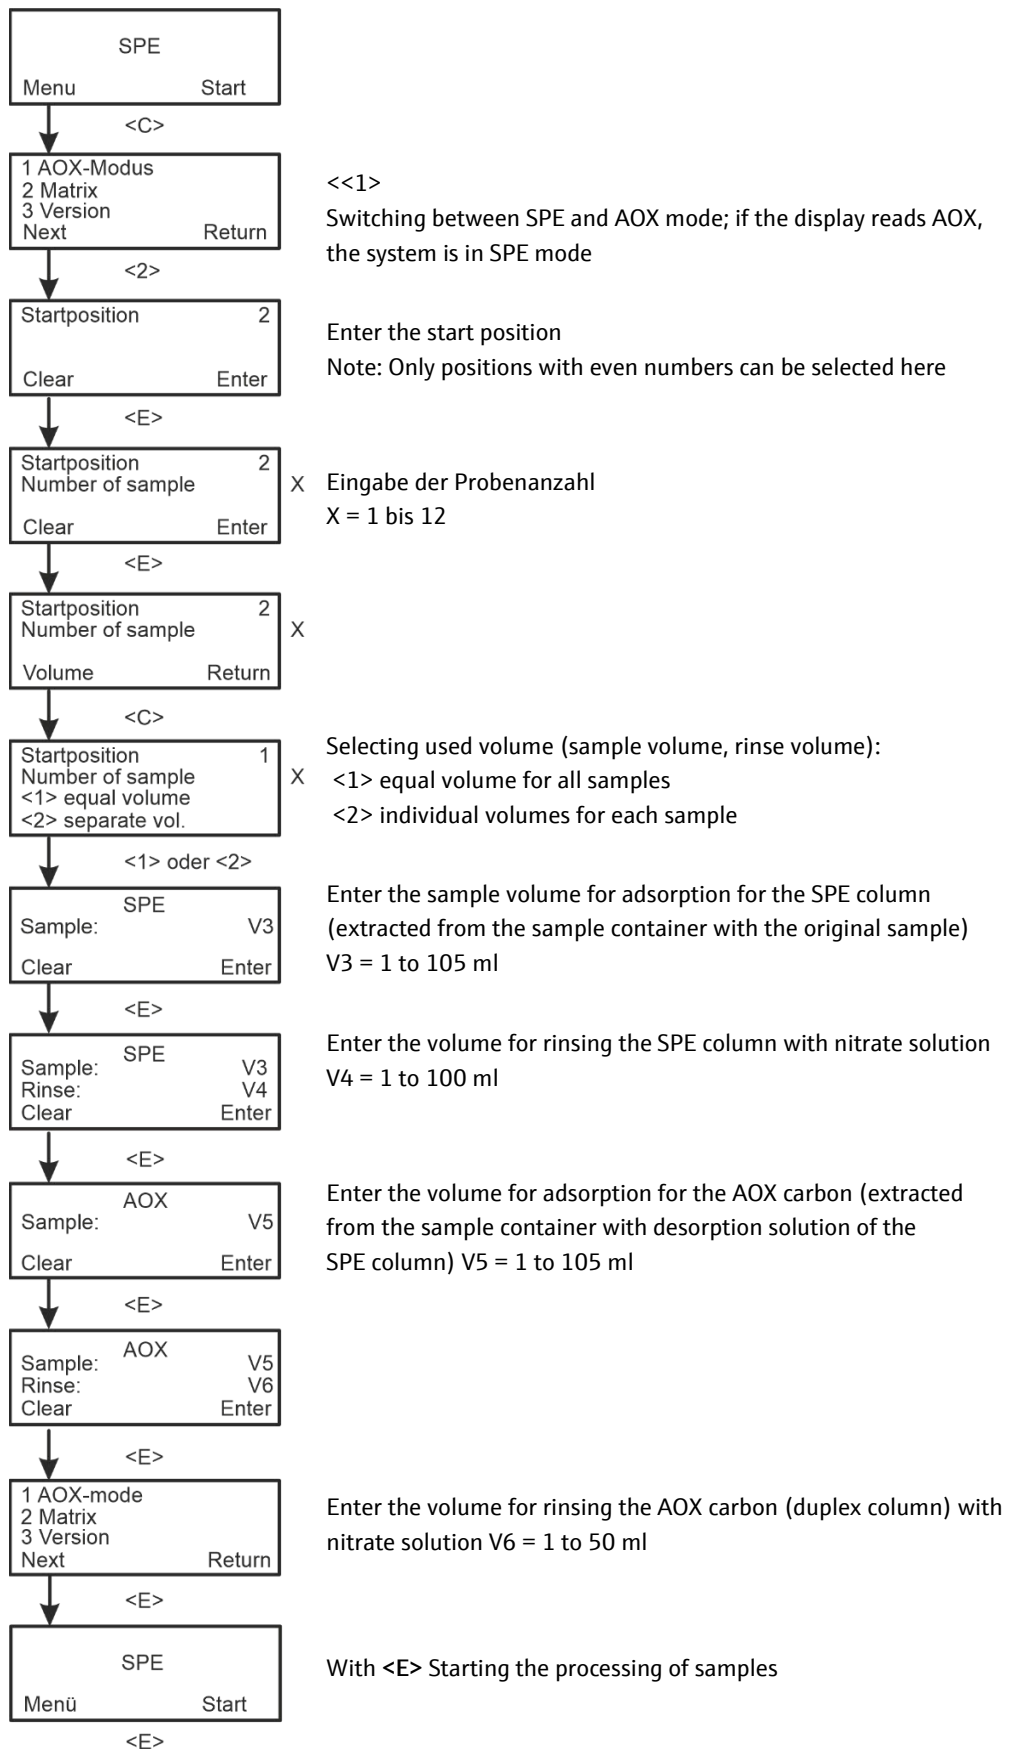 SPE
Menu Start
<C>
1 AOX-Modus
2 Matrix
3 Version
Next Return
<<1>
Switching between SPE and AOX mode; if the display reads AOX,
the system is in SPE mode
<2>
Startposition 2
Clear Enter
Enter the start position
Note: Only positions with even numbers can be selected here
<E>
Startposition 2
Number of sample X
Clear Enter
Eingabe der Probenanzahl
X = 1 bis 12
<E>
Startposition 2
Number of sample X
Volume Return
<C>
Startposition 1
Number of sample X
<1> equal volume
<2> separate vol.
Selecting used volume (sample volume, rinse volume):
<1> equal volume for all samples
<2> individual volumes for each sample
<1> oder <2>
SPE
Sample: V3
Clear Enter
Enter the sample volume for adsorption for the SPE column
(extracted from the sample container with the original sample)
V3 = 1 to 105 ml
<E>
SPE
Sample: V3
Rinse: V4
Clear Enter
Enter the volume for rinsing the SPE column with nitrate solution
V4 = 1 to 100 ml
<E>
AOX
Sample: V5
Clear Enter
Enter the volume for adsorption for the AOX carbon (extracted
from the sample container with desorption solution of the
SPE column) V5 = 1 to 105 ml
<E>
AOX
Sample: V5
Rinse: V6
Clear Enter
<E>
1 AOX-mode
2 Matrix
3 Version
Next Return
Enter the volume for rinsing the AOX carbon (duplex column) with
nitrate solution V6 = 1 to 50 ml
<E>
SPE
Menü Start
With <E> Starting the processing of samples
<E>